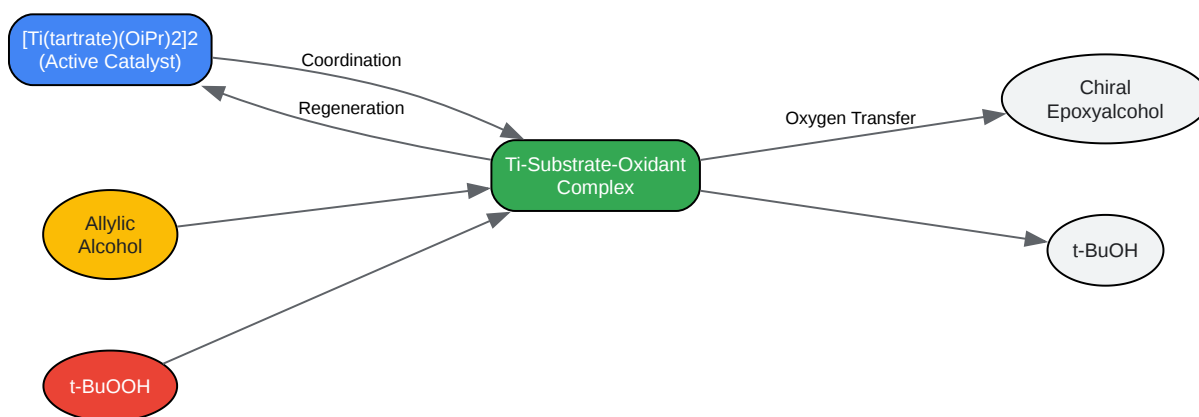 [Ti(tartrate)(OiPr)2]2
(Active Catalyst)
Coordination
Regeneration
Chiral
Epoxyalcohol
Oxygen Transfer
Ti-Substrate-Oxidant
Complex
Allylic
Alcohol
t-BuOH
t-BuOOH